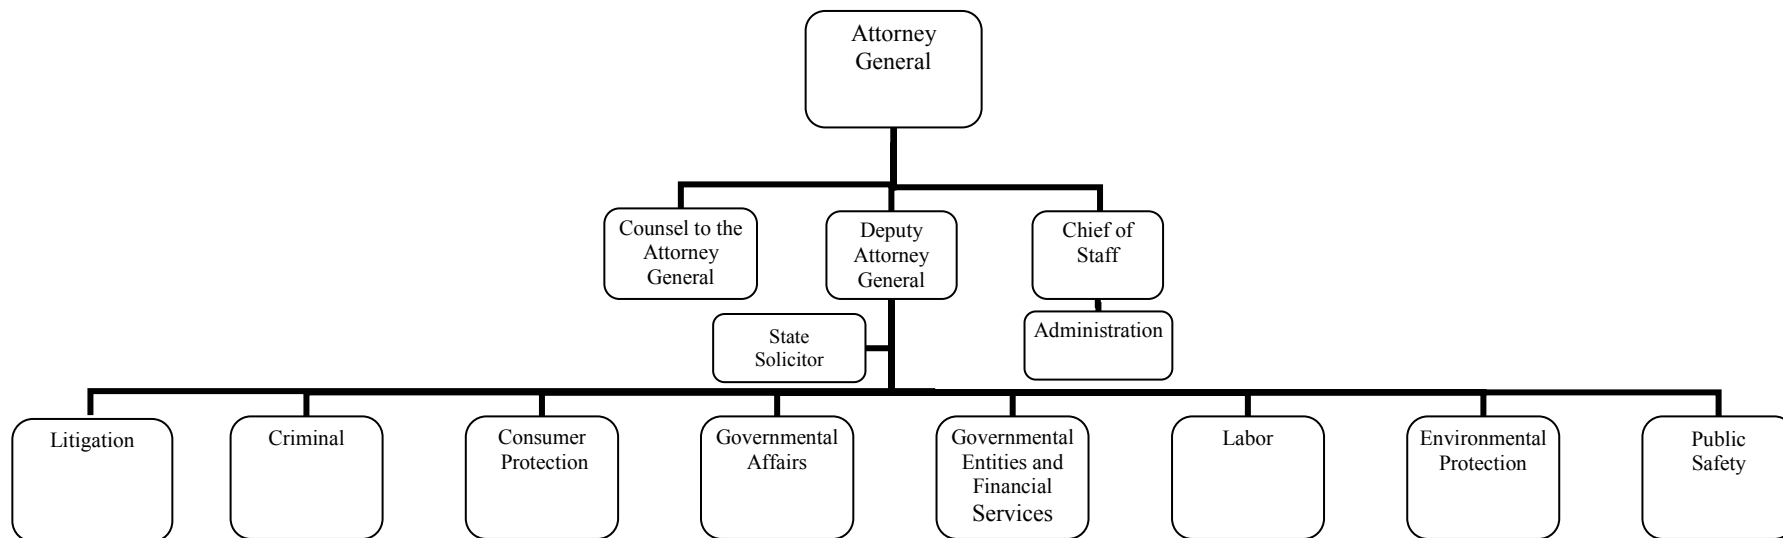 Attorney
General
Counsel to the
Attorney
General
Deputy
Attorney
General
Chief of
Staff
State
Solicitor
Administration
Litigation
Criminal
Consumer
Protection
Governmental
Affairs
Governmental
Entities and
Financial
Services
Labor
Environmental
Protection
Public
Safety